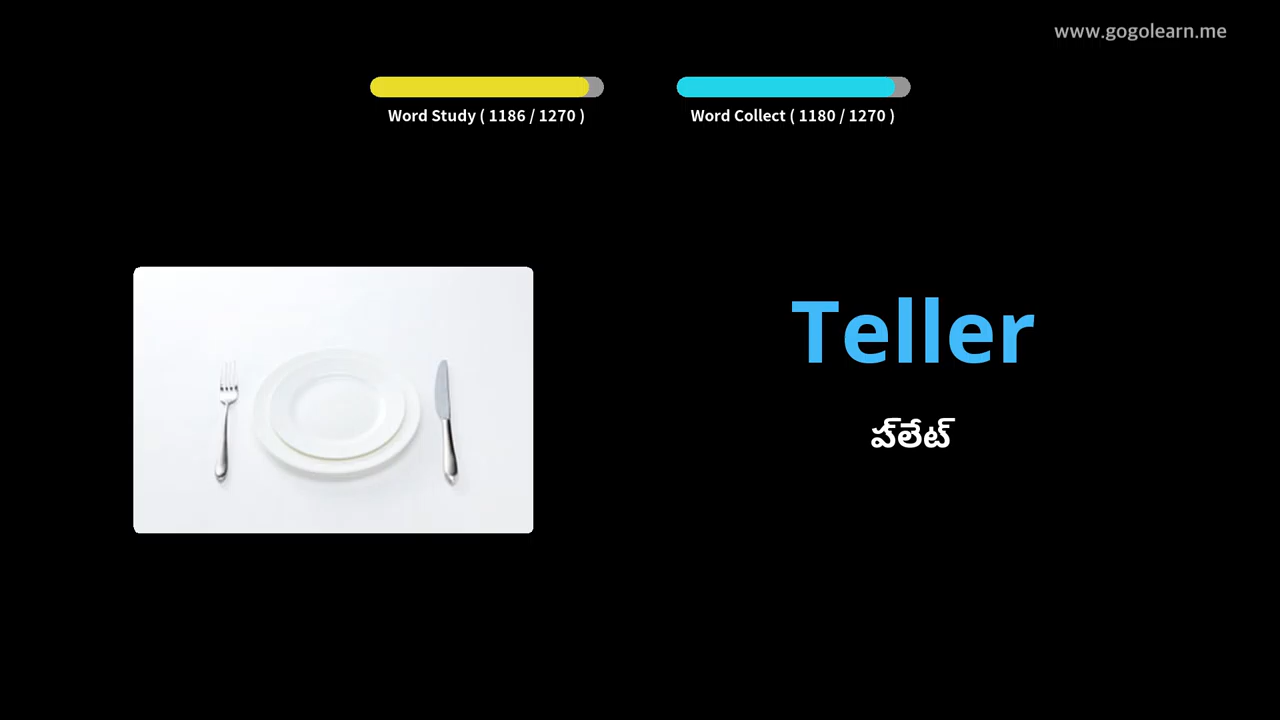 www.gogolearn.me
Word Study ( 1186 / 1270 )
Word Collect ( 1180 / 1270 )
Teller
ప్‌లేట్